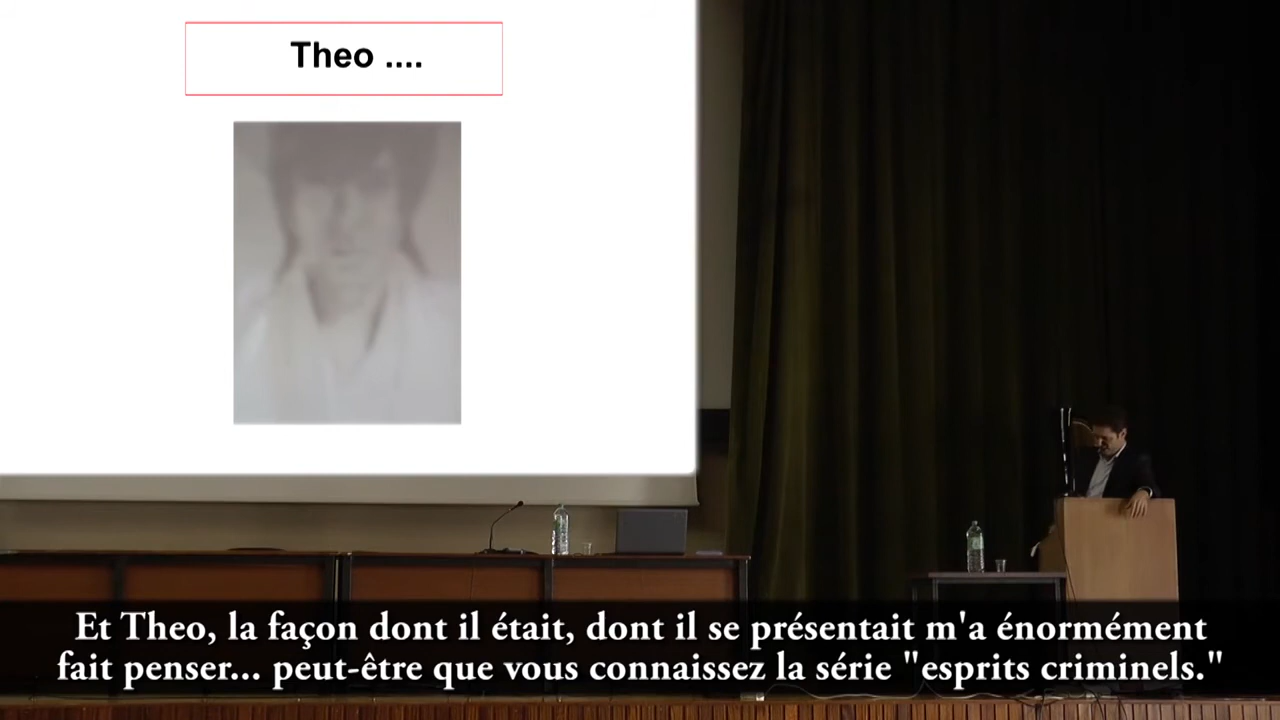 Theo ....
Et Theo, la façon dont il était, dont il se présentait m'a énormément
fait penser... peut-être que vous connaissez la série "esprits criminels."